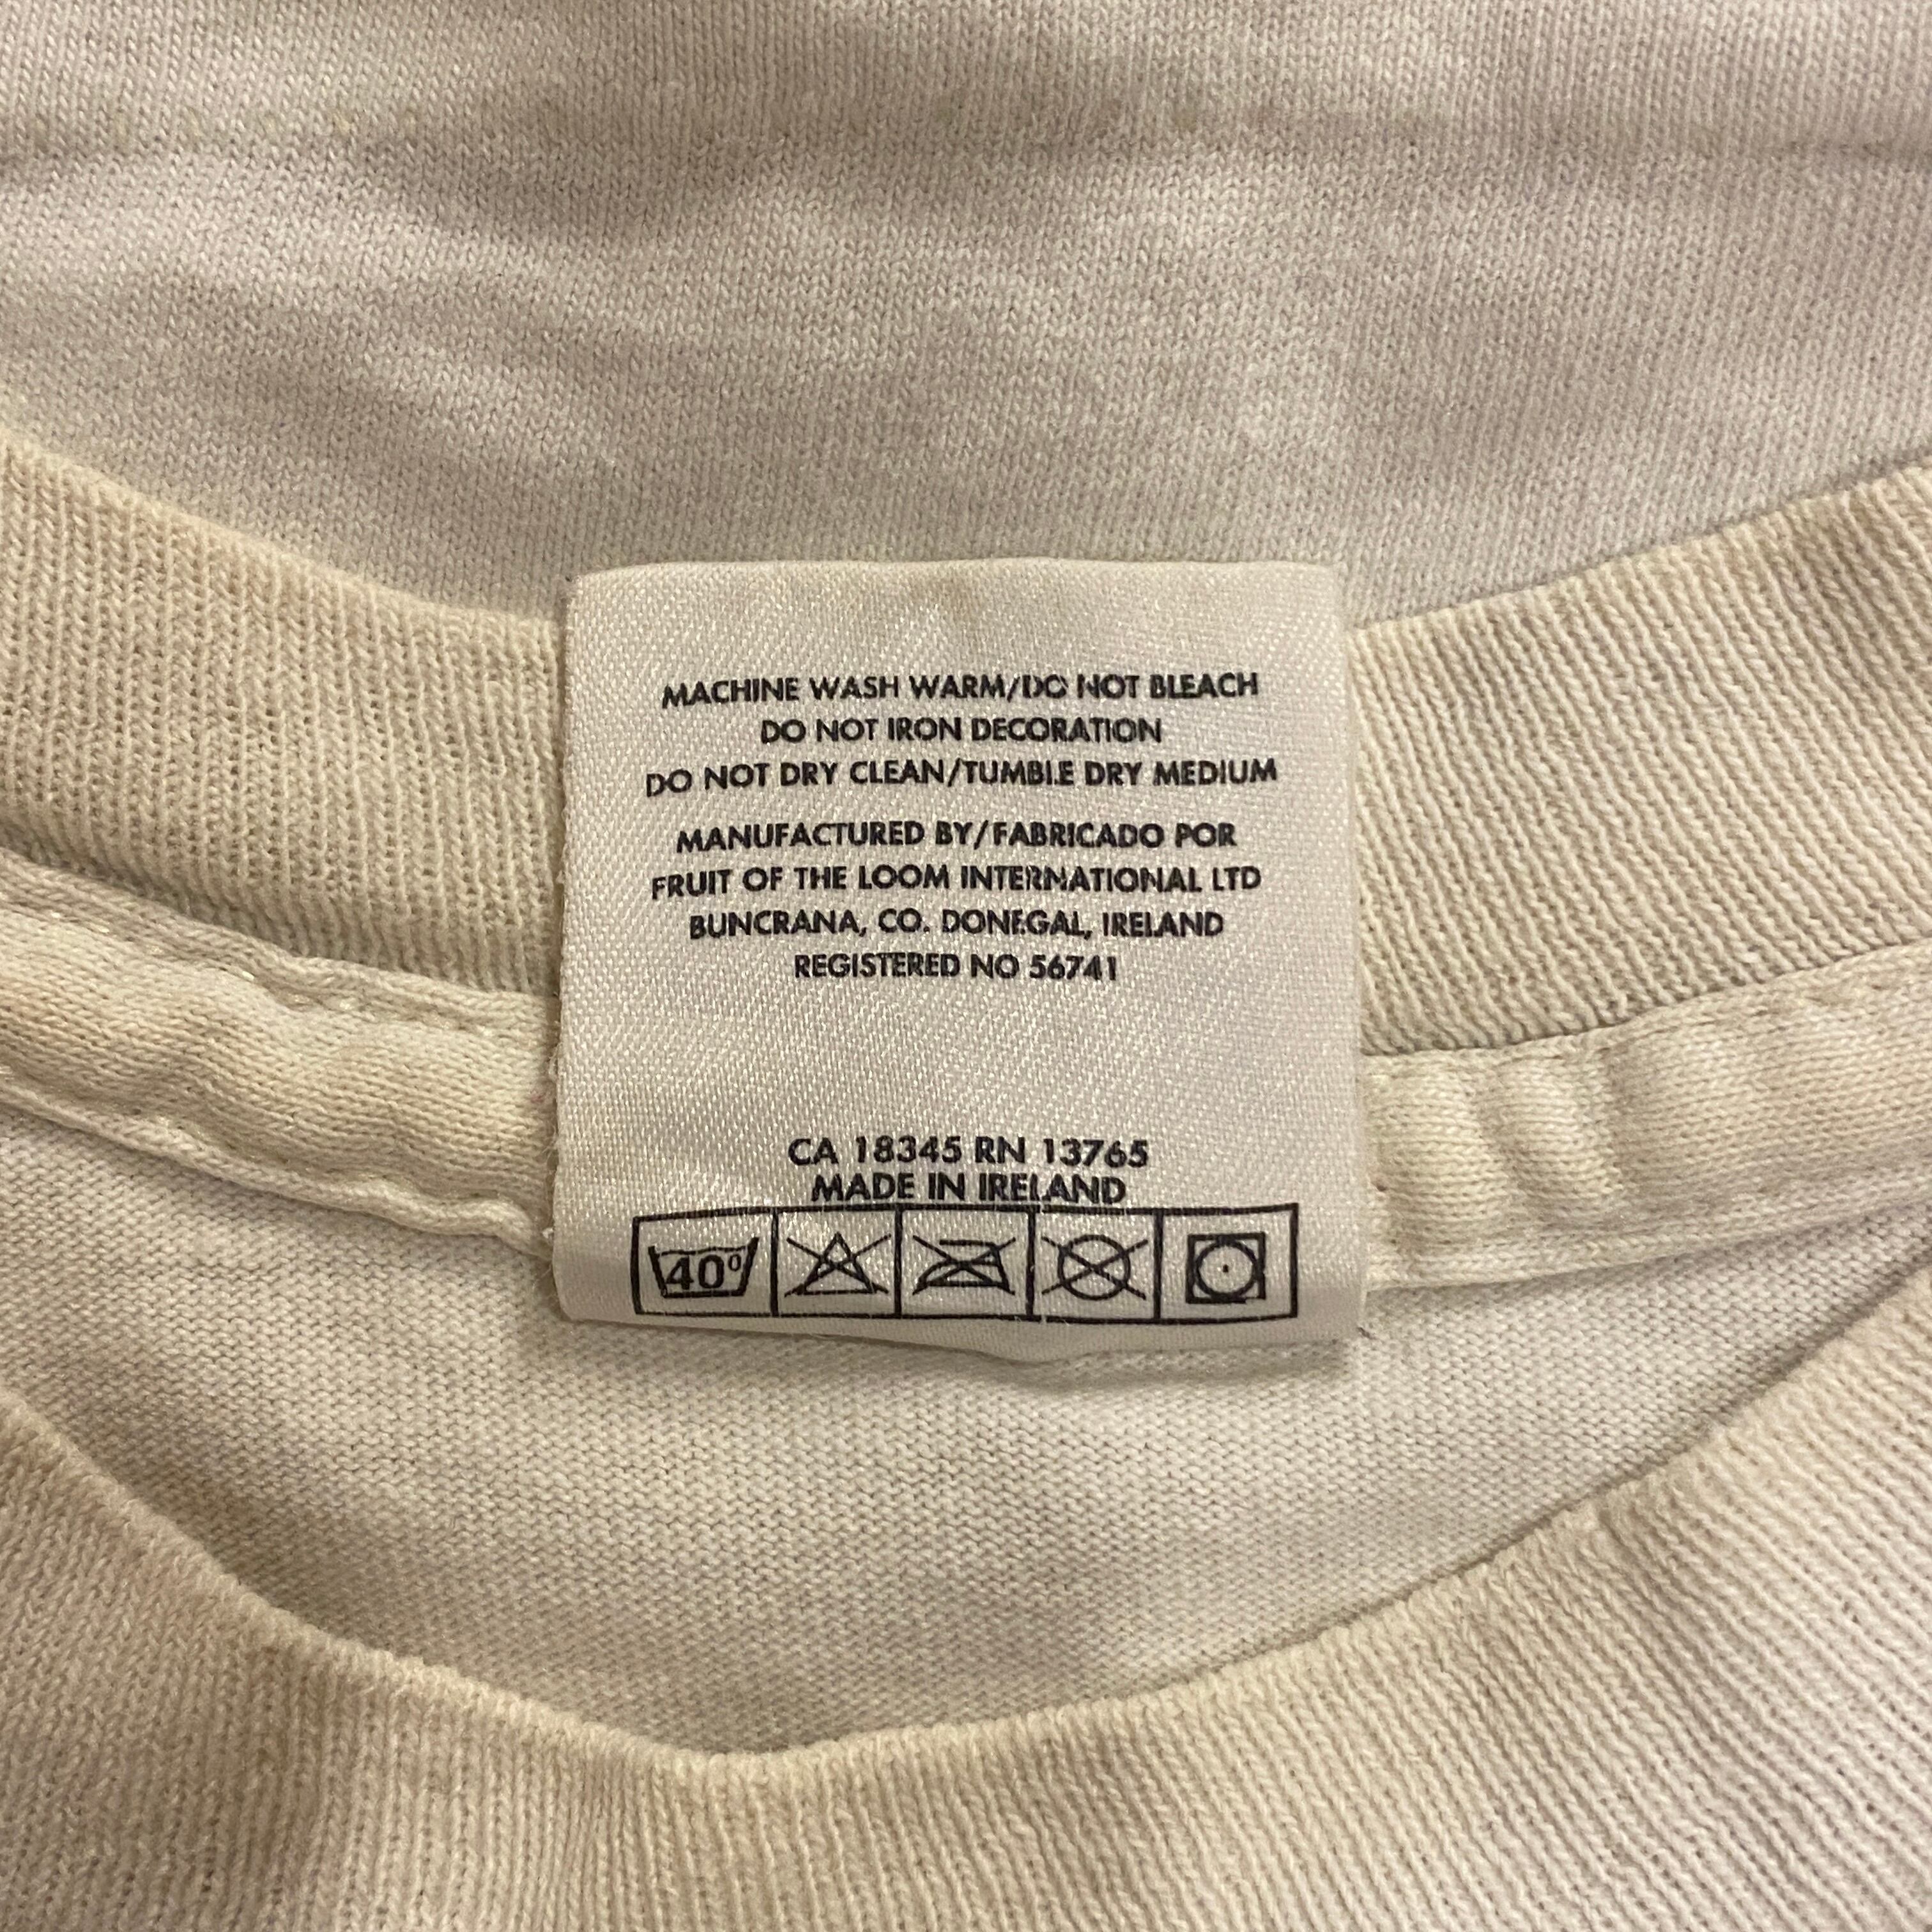 MACHINE WASH WARM/DO NOT BLEACH
DO NOT IRON DECORATION
DO NOT DRY CLEAN/TUMBLE DRY MEDIUM
MANUFACTURED BY/FABRICADO POR
FRUIT OF THE LOOM INTERNATIONAL LTD
BUNCRANA, CO. DONEGAL, IRELAND
REGISTERED NO 56741
CA 18345 RN 13765
MADE IN IRELAND
40°